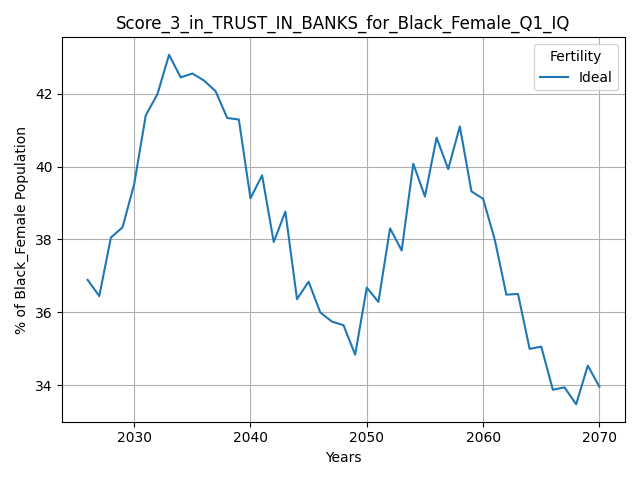 Score_3_in_TRUST_IN_BANKS_for_Black_Female_Q1_IQ
Fertility
Ideal
% of Black_Female Population
42
40
38
36
34
2030
2040
2050
2060
2070
Years